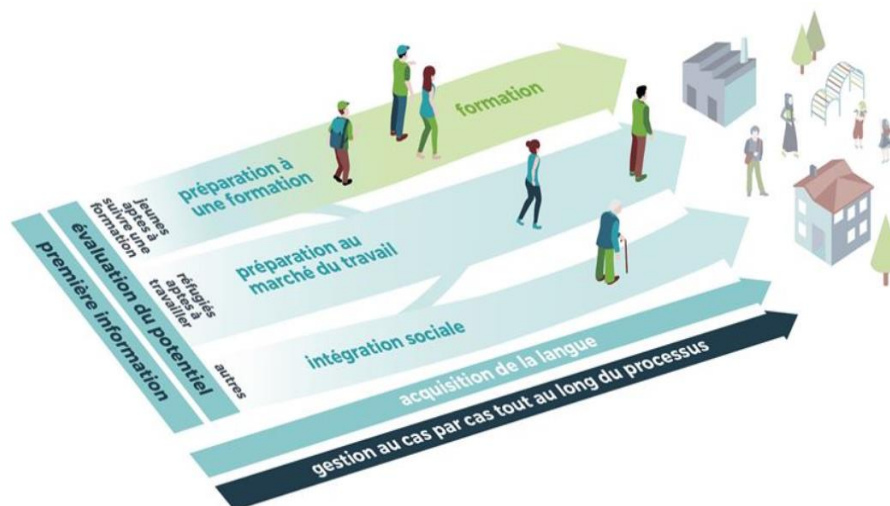 première information
évaluation du potentiel
jeunes
aptes à
suivre une
formation
préparation à
une formation
formation
réfugiés
aptes à
travailler
préparation au
marché du travail
autres
intégration sociale
acquisition de la langue
gestion au cas par cas tout au long du processus